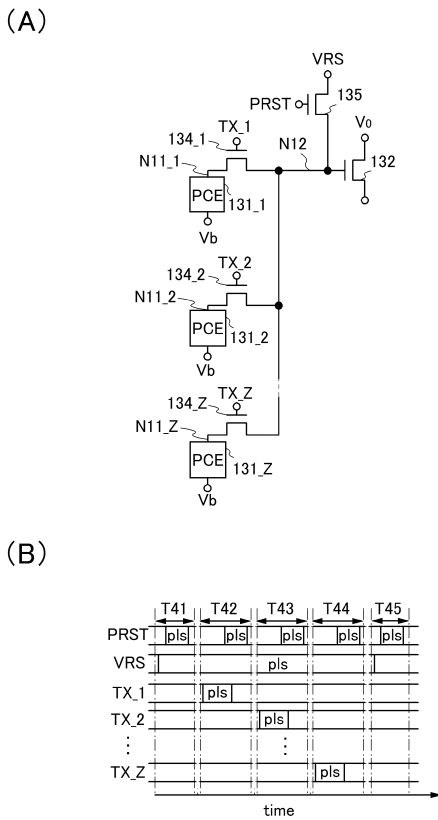 (A)
VRS
PRST 135
V0
TX_1
134_1
N12
132
N11_1
PCE
131_1
Vb
TX_2
134_2
N11_2
PCE
131_2
Vb
TX_Z
134_Z
N11_Z
PCE
131_Z
Vb
(B)
T41 T42 T43 T44 T45
PRST pls pls pls pls pls
VRS pls
TX_1 pls
TX_2 pls
⋮ ⋮
TX_Z pls
time